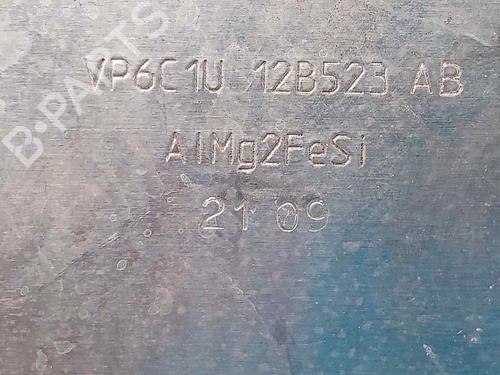 VP6C1U 12B523 AB
AlMg2FeSi
21 09
B-PARTS